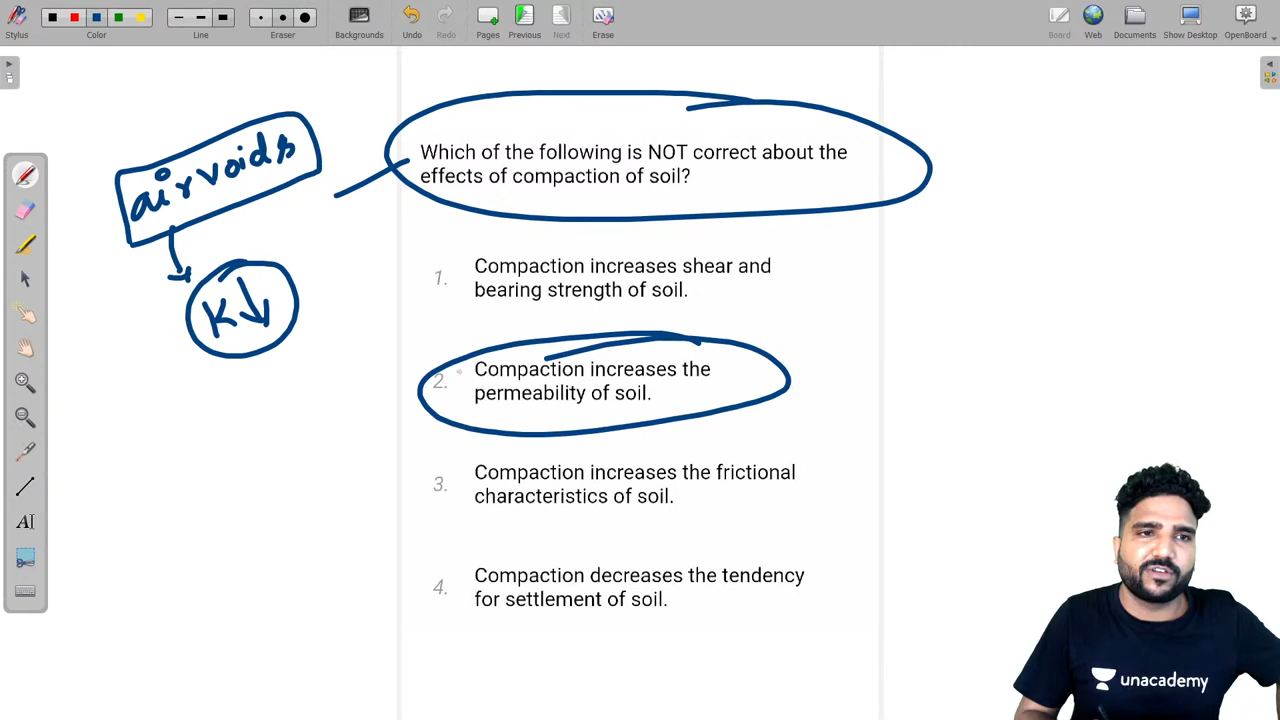 Stylus
Color
Line
Eraser
Backgrounds
Undo
Redo
Pages
Previous
Next
Erase
Board
Web
Documents
Show Desktop
OpenBoard
airvoids
K↓
Which of the following is NOT correct about the
effects of compaction of soil?
1. Compaction increases shear and
bearing strength of soil.
2. Compaction increases the
permeability of soil.
3. Compaction increases the frictional
characteristics of soil.
4. Compaction decreases the tendency
for settlement of soil.
AI
unacademy